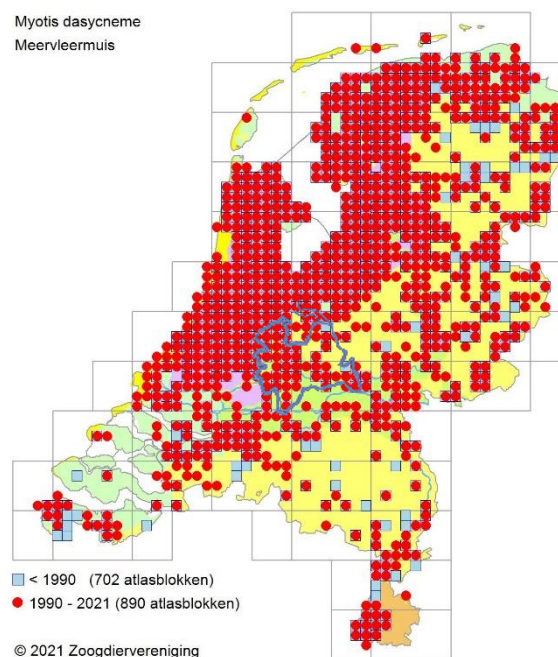 Myotis dasycneme
Meervleermuis
< 1990 (702 atlasblokken)
1990 - 2021 (890 atlasblokken)
© 2021 Zoogdiervereniging